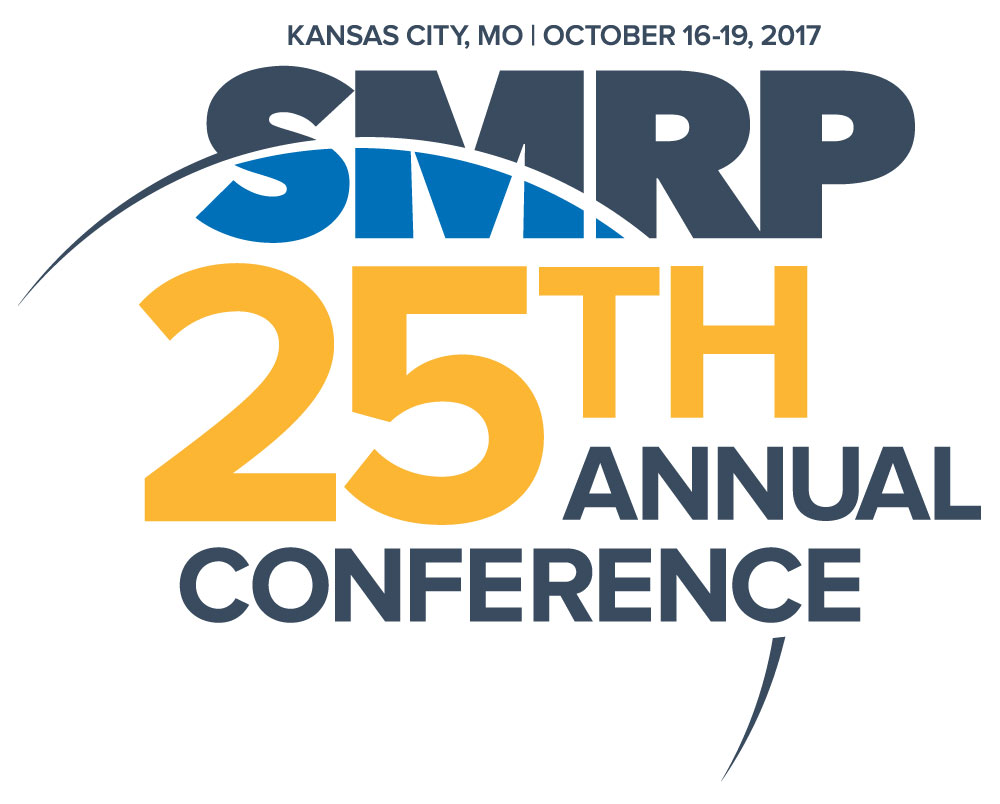 KANSAS CITY, MO | OCTOBER 16-19, 2017
SMRP
25TH
ANNUAL
CONFERENCE